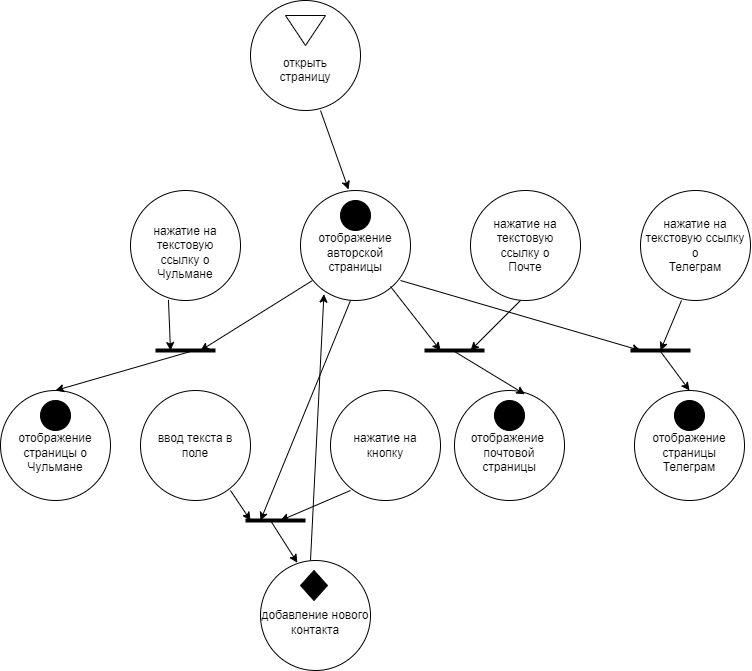 открыть
страницу
нажатие на
текстовую
ссылку о
Чульмане
отображение
авторской
страницы
нажатие на
текстовую
ссылку о
Почте
нажатие на
текстовую ссылку
о
Телеграм
отображение
страницы о
Чульмане
ввод текста в
поле
нажатие на
кнопку
отображение
почтовой
страницы
отображение
страницы
Телеграм
добавление нового
контакта